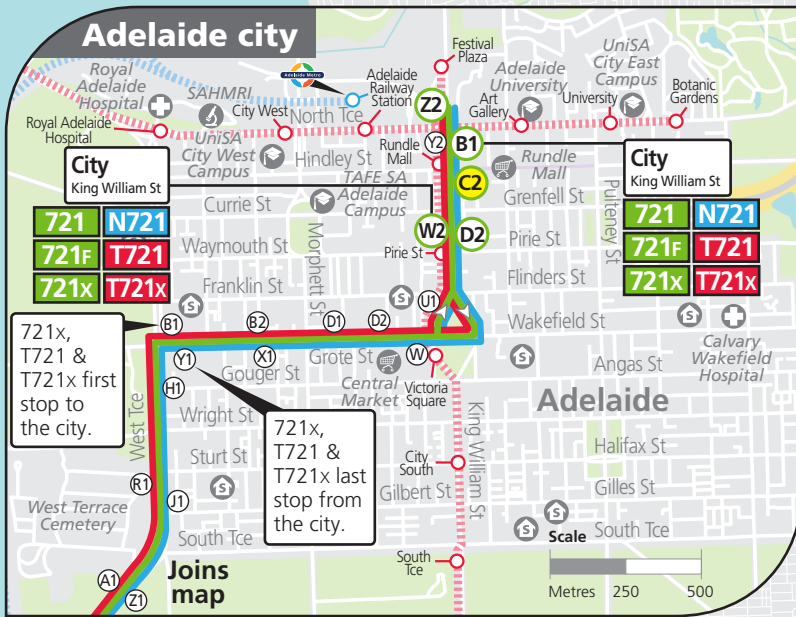 Adelaide city
Festival
Plaza
Royal
Adelaide
Hospital
SAHMRI
Adelaide Metro
Adelaide
Railway
Station
Adelaide
University
UniSA
City East
Campus
Royal Adelaide
Hospital
City West
North Tce
Z2
Art
Gallery
University
Botanic
Gardens
UniSA
City West
Campus
Hindley St
Rundle
Mall
Y2
B1
Rundle
Mall
City
King William St
721
N721
721F
T721
721X
T721X
TAFE SA
Adelaide
Campus
C2
Grenfell St
Pulteney St
City
King William St
721
N721
721F
T721
721X
T721X
Currie St
Waymouth St
Morphett St
W2
D2
Pirie St
Pirie St
Franklin St
Flinders St
U1
Wakefield St
B1
B2
D1
D2
721x,
T721 &
T721x first
stop to
the city.
Y1
X1
Grote St
W
Gouger St
Central
Market
Victoria
Square
Angas St
Calvary
Wakefield
Hospital
H1
West Tce
Wright St
721x,
T721 &
T721x last
stop from
the city.
Adelaide
King William St
Sturt St
City
South
Halifax St
R1
J1
Gilbert St
Gilles St
West Terrace
Cemetery
South Tce
South Tce
South
Tce
A1
Z1
Joins
map
Scale
Metres 250 500
S
S
S
S
S
S
S